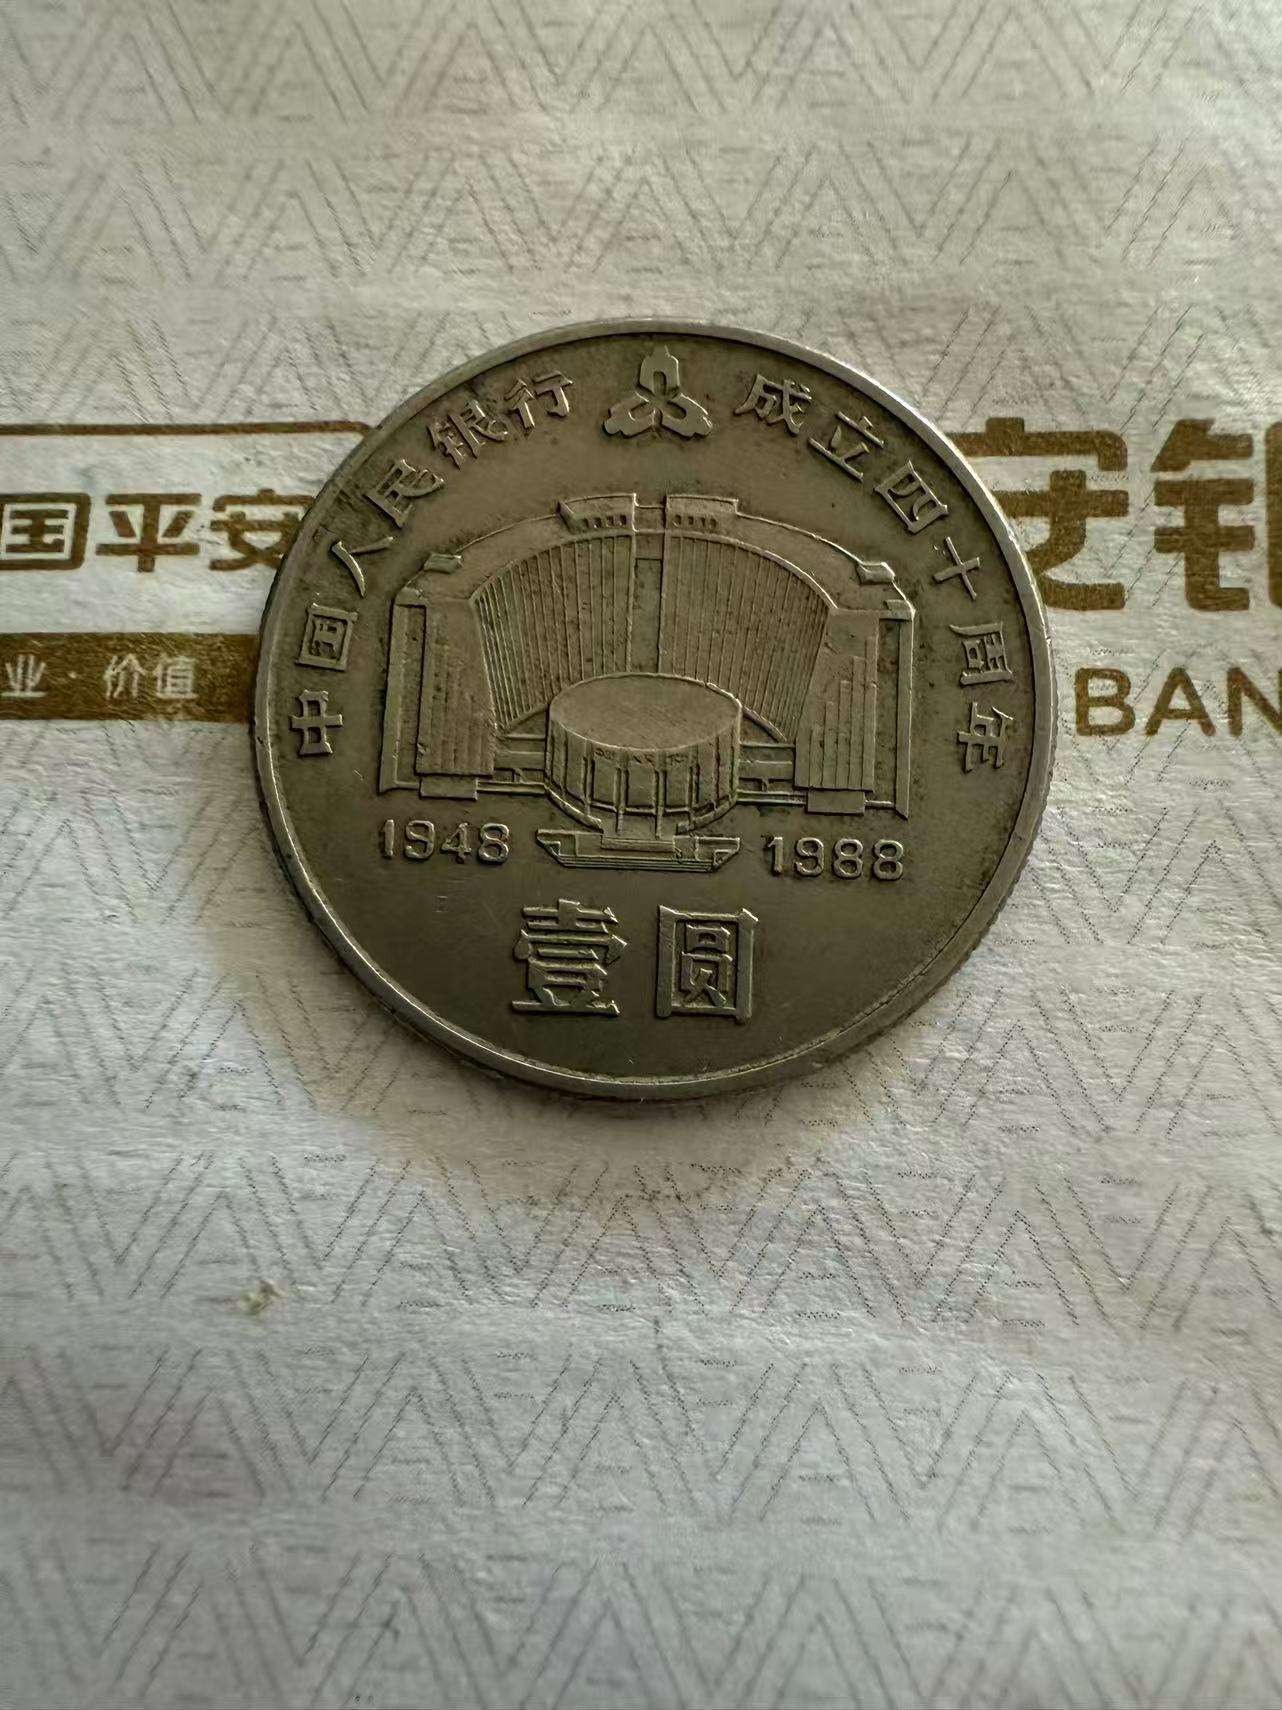 中国人民银行 成立四十周年
国平安
安银
业·价值
BAN
1948 1988
壹圆